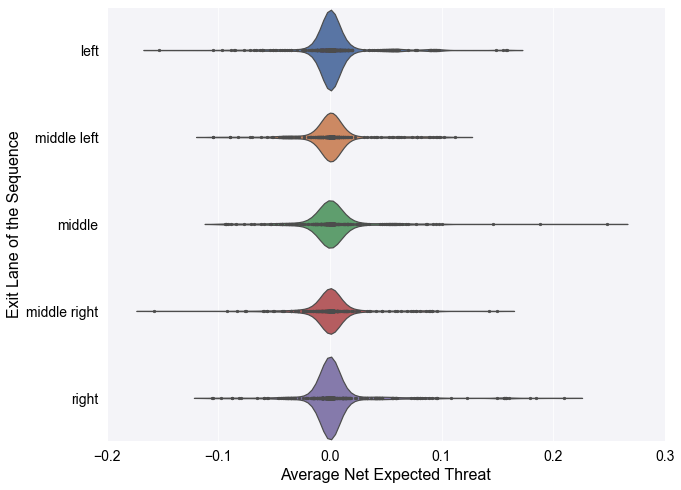 left
middle left
middle
middle right
right
Exit Lane of the Sequence
−0.2 −0.1 0.0 0.1 0.2 0.3
Average Net Expected Threat